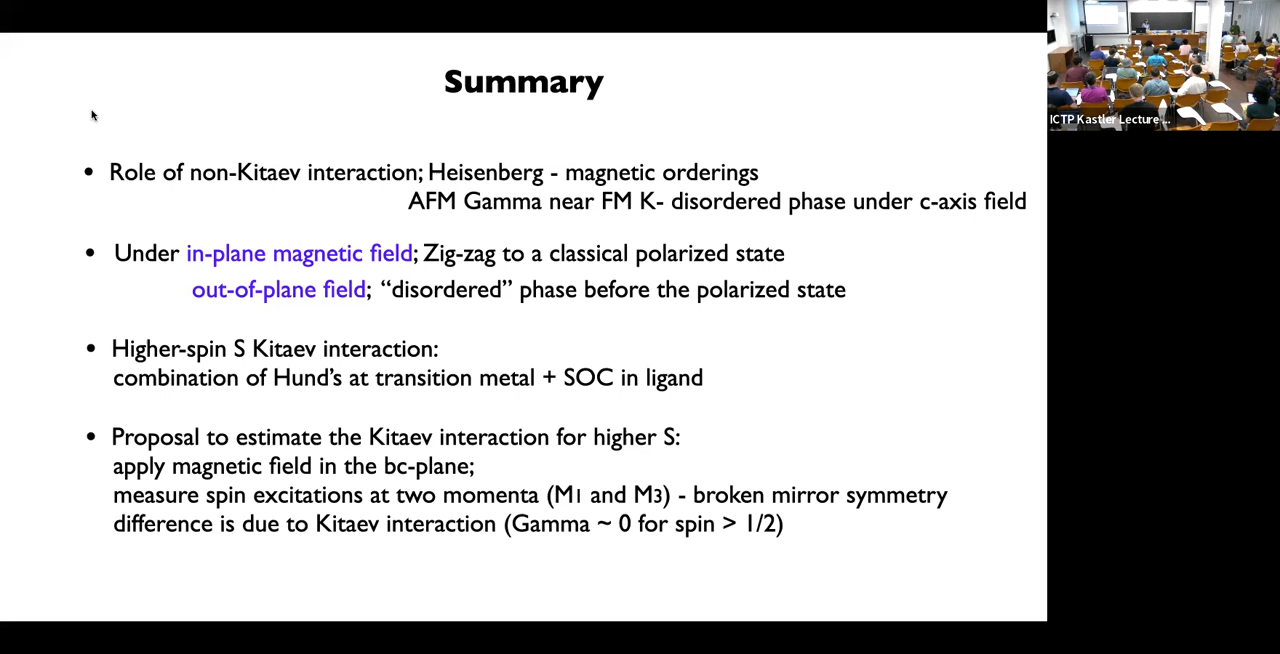 Summary
• Role of non-Kitaev interaction; Heisenberg - magnetic orderings
AFM Gamma near FM K- disordered phase under c-axis field
• Under in-plane magnetic field; Zig-zag to a classical polarized state
out-of-plane field; “disordered” phase before the polarized state
• Higher-spin S Kitaev interaction:
combination of Hund’s at transition metal + SOC in ligand
• Proposal to estimate the Kitaev interaction for higher S:
apply magnetic field in the bc-plane;
measure spin excitations at two momenta (M1 and M3) - broken mirror symmetry
difference is due to Kitaev interaction (Gamma ~ 0 for spin > 1/2)
ICTP Kastler Lecture ...